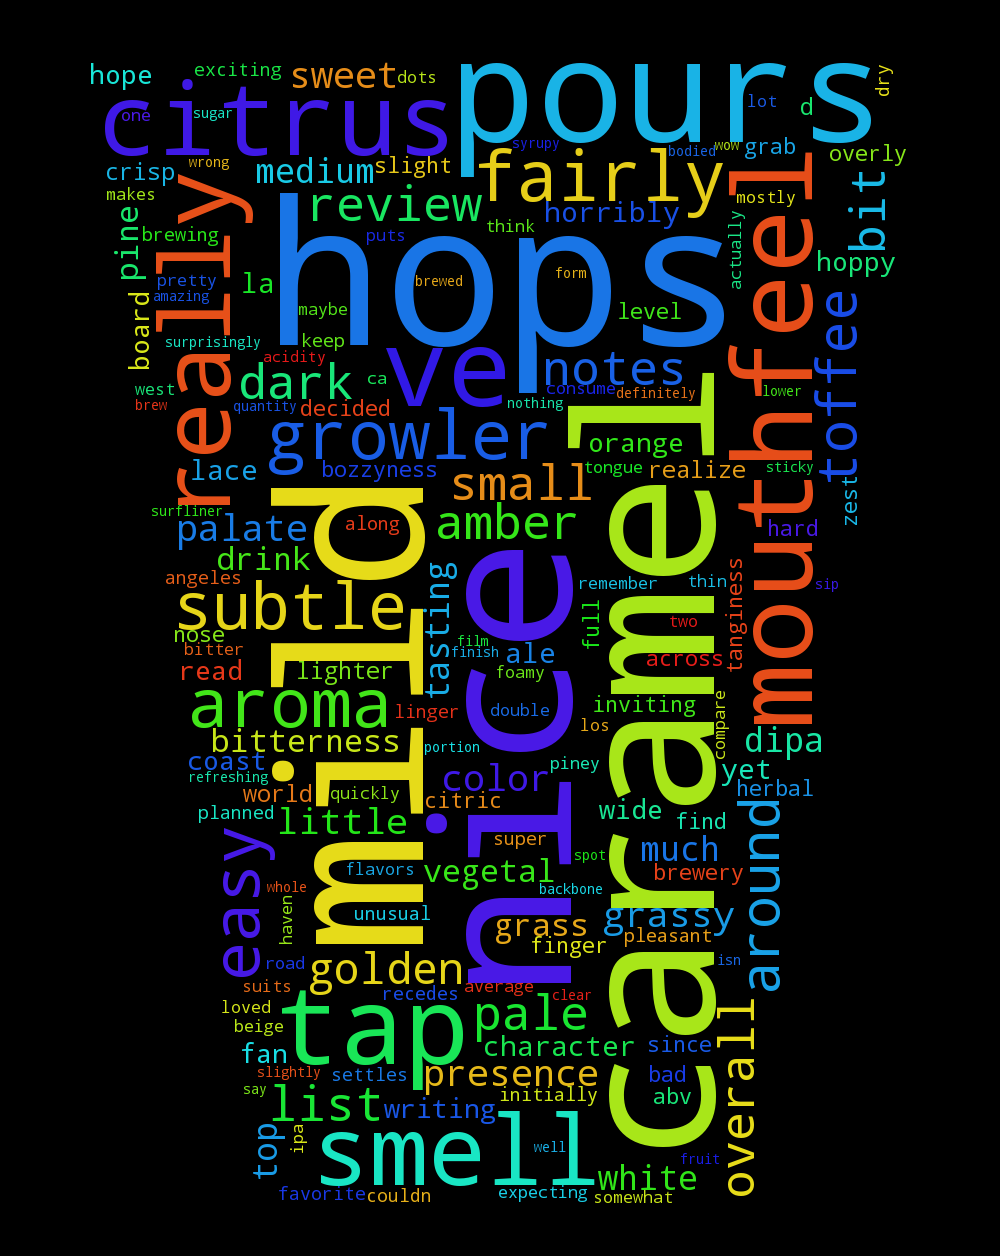 hope
exciting
sweet
dots
pours
dry
citrus
one
sugar
lot
d
crisp
wrong
medium
slight
syrupy
fairly
bodied
wow
grab
overly
makes
pine
brewing
really
review
think
horribly
mostly
mouthfeel
bit
puts
hops
actually
hoppy
pretty
amazing
la
brewed
form
maybe
level
board
surprisingly
acidity
keep
ve
notes
toffee
west
brew
dark
ca
quantity
decided
nothing
consume
definitely
lower
growler
orange
caramel
lace
bozzyness
small
tongue
realize
sticky
zest
surfliner
palate
along
amber
hard
drink
mild
nice
angeles
subtle
tasting
remember
thin
tanginess
sip
nose
bitter
read
lighter
film
finish
ale
full
two
across
aroma
linger
foamy
double
inviting
los
compare
bitterness
portion
dipa
coast
refreshing
color
piney
yet
world
quickly
citric
herbal
planned
little
wide
find
easy
super
much
around
whole
flavors
vegetal
spot
brewery
backbone
haven
unusual
grassy
grass
finger
pleasant
road
golden
isn
suits
recedes
average
clear
loved
beige
tap
pale
overall
fan
character
since
slightly
settles
presence
bad
say
list
writing
initially
abv
top
ipa
smell
well
fruit
white
favorite
couldn
expecting
somewhat